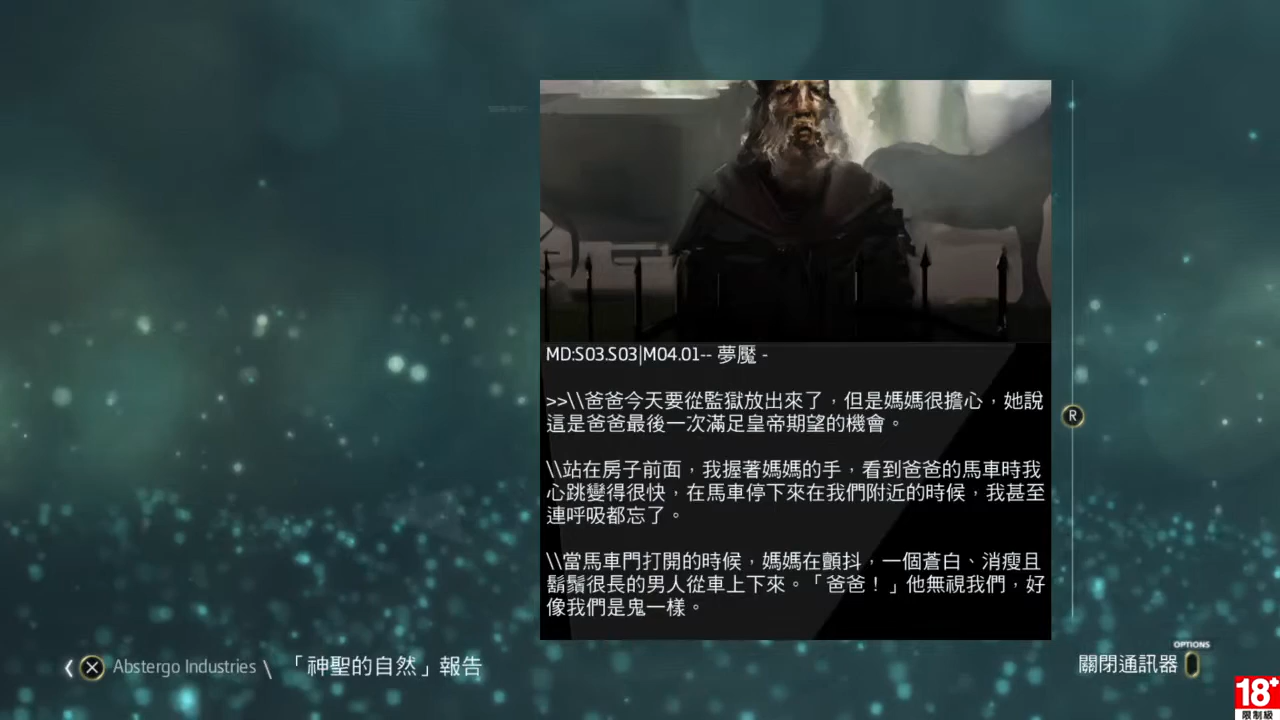 MD:S03.S03|M04.01-- 夢魘 -
>>\\爸爸今天要從監獄放出來了，但是媽媽很擔心，她說
這是爸爸最後一次滿足皇帝期望的機會。
\\站在房子前面，我握著媽媽的手，看到爸爸的馬車時我
心跳變得很快，在馬車停下來在我們附近的時候，我甚至
連呼吸都忘了。
\\當馬車門打開的時候，媽媽在顫抖，一個蒼白、消瘦且
鬍鬚很長的男人從車上下來。「爸爸！」他無視我們，好
像我們是鬼一樣。
R
OPTIONS
Abstergo Industries \ 「神聖的自然」報告
關閉通訊器
18+
限制級